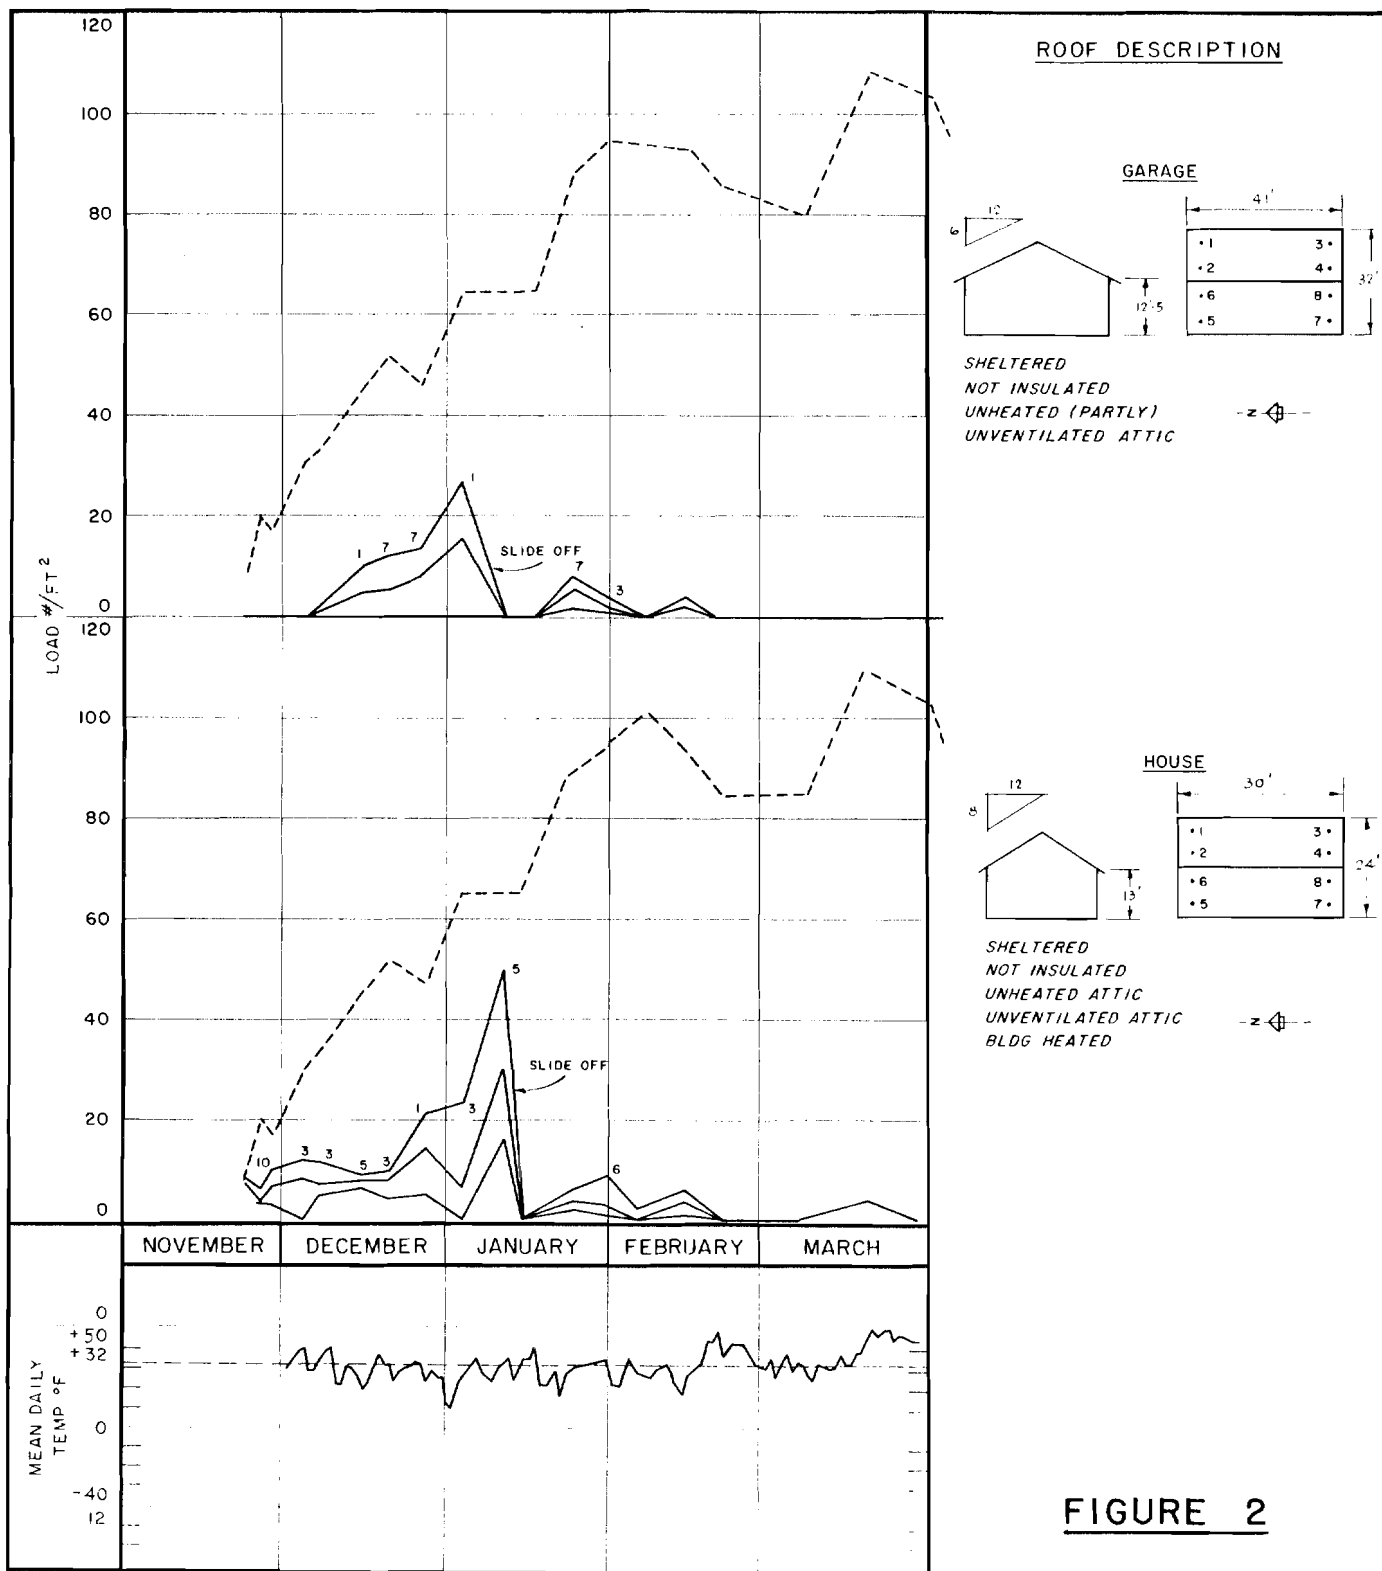 120
100
80
60
40
20
0
LOAD #/FT²
1
7
7
1
SLIDE OFF
7
3
120
100
80
60
40
20
0
10
3
3
5
3
1
3
5
SLIDE OFF
6
NOVEMBER DECEMBER JANUARY FEBRUARY MARCH
MEAN DAILY
TEMP °F
0
+50
+32
0
-40
12
ROOF DESCRIPTION
GARAGE
12
6
12'-5
41'
32'
1 3
2 4
6 8
5 7
SHELTERED
NOT INSULATED
UNHEATED (PARTLY)
UNVENTILATED ATTIC
N
HOUSE
12
8
13'
30'
24'
1 3
2 4
6 8
5 7
SHELTERED
NOT INSULATED
UNHEATED ATTIC
UNVENTILATED ATTIC
BLDG HEATED
N
FIGURE 2